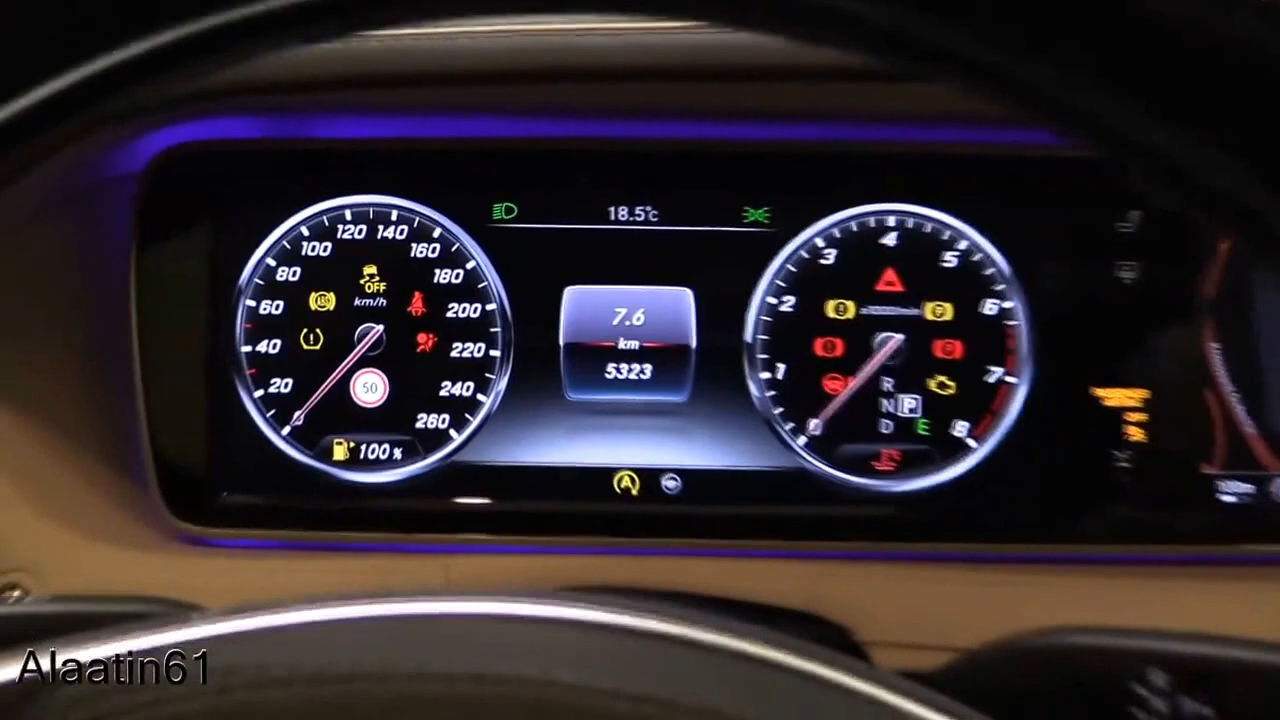 18.5°c
120 140
100 160
80 180
OFF
km/h
ABS
60 200
40 220
50
20 240
260
100 %
7.6
km
5323
A
4
3 5
2 6
1 7
0 8
R
N P
D E
Alaatin61